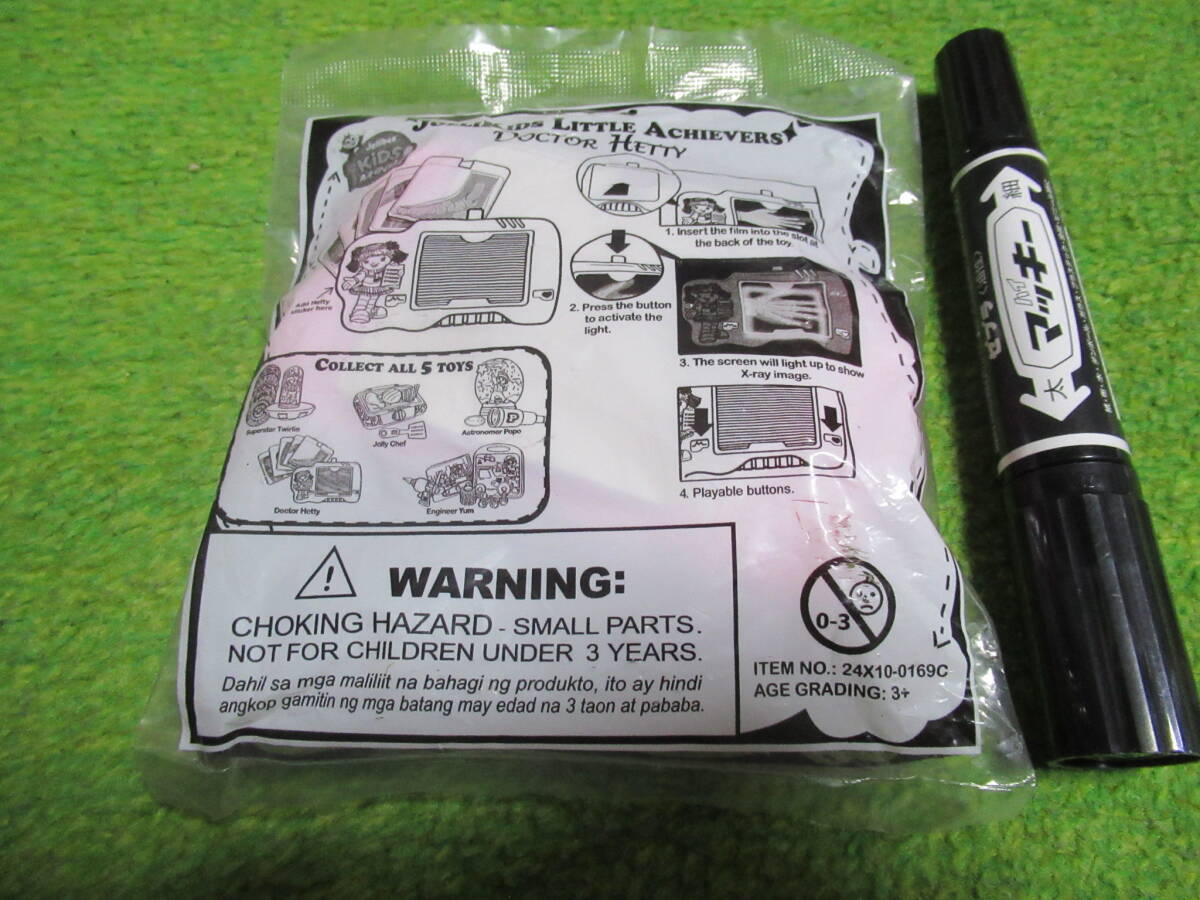 LITTLE ACHIEVERS
DOCTOR HETTY
KIDS
1. Insert the film into the slot at
the back of the toy.
Add Hetty
sticker here
2. Press the button
to activate the
light.
3. The screen will light up to show
X-ray image.
4. Playable buttons.
COLLECT ALL 5 TOYS
Superstar Twirlie
Jolly Chef
Astronomer Popo
Doctor Hetty
Engineer Yum
WARNING:
CHOKING HAZARD - SMALL PARTS.
NOT FOR CHILDREN UNDER 3 YEARS.
Dahil sa mga maliliit na bahagi ng produkto, ito ay hindi
angkop gamitin ng mga batang may edad na 3 taon at pababa.
0-3
ITEM NO.: 24X10-0169C
AGE GRADING: 3+
細
マッキー
太